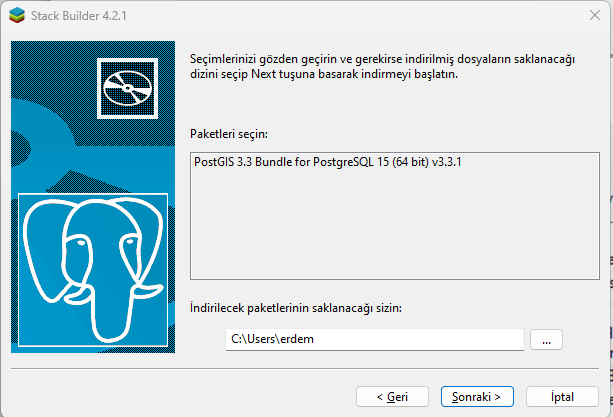 Stack Builder 4.2.1
Seçimlerinizi gözden geçirin ve gerekirse indirilmiş dosyaların saklanacağı
dizini seçip Next tuşuna basarak indirmeyi başlatın.
Paketleri seçin:
PostGIS 3.3 Bundle for PostgreSQL 15 (64 bit) v3.3.1
İndirilecek paketlerinin saklanacağı sizin:
C:\Users\erdem
...
< Geri
Sonraki >
İptal